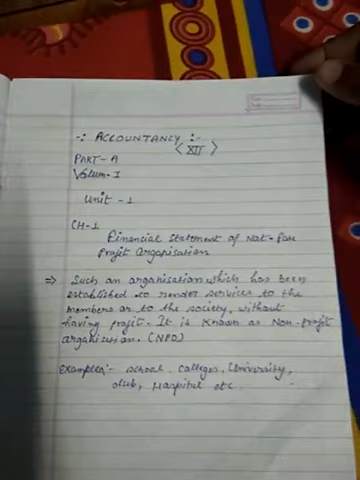 -: ACCOUNTANCY :-
< XII >
PART - A
Volum - I
Unit - 1
CH-1
Financial Statement of Not-For
Profit Organisation
⇒ Such an organisation which has been
established to render services to the
members or to the society, without
having profit. It is known as Non-Profit
organisation. (NPO)
Examples:- school, colleges, University,
club, Hospital etc.